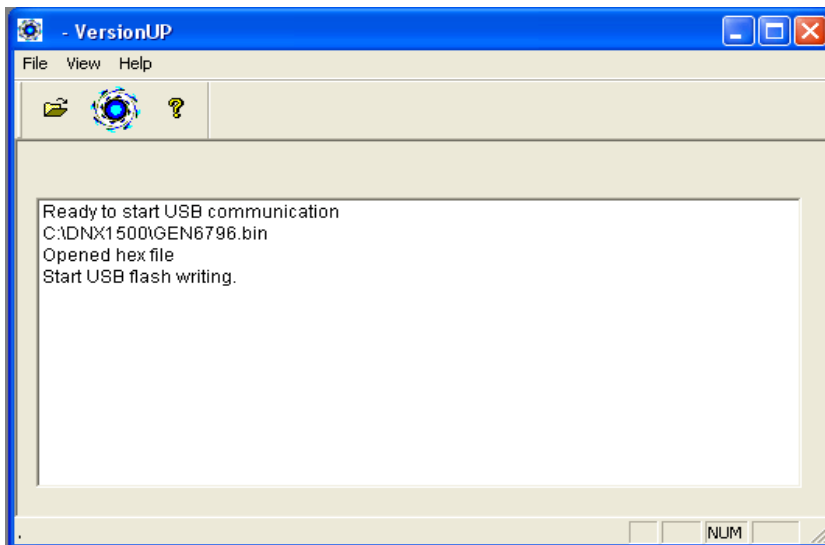 - VersionUP
File View Help
?
Ready to start USB communication
C:\DNX1500\GEN6796.bin
Opened hex file
Start USB flash writing.
. NUM